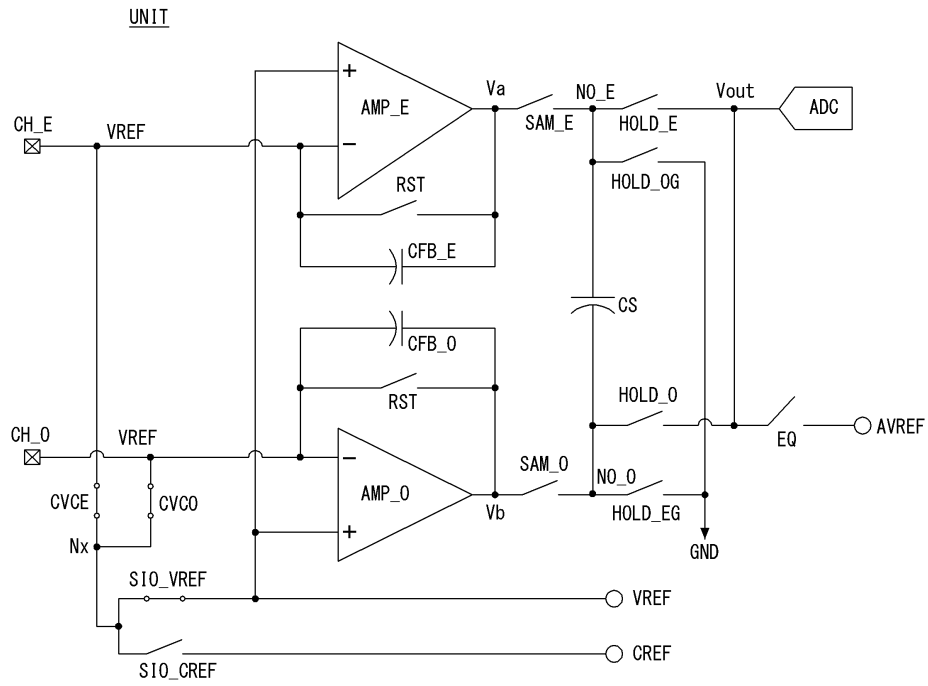 UNIT
Va
NO_E
Vout
AMP_E
ADC
SAM_E
HOLD_E
CH_E
VREF
RST
HOLD_OG
CFB_E
CS
CFB_O
HOLD_O
RST
CH_O
VREF
EQ
AVREF
SAM_O
NO_O
AMP_O
CVCE
CVCO
Vb
HOLD_EG
Nx
GND
SIO_VREF
VREF
CREF
SIO_CREF